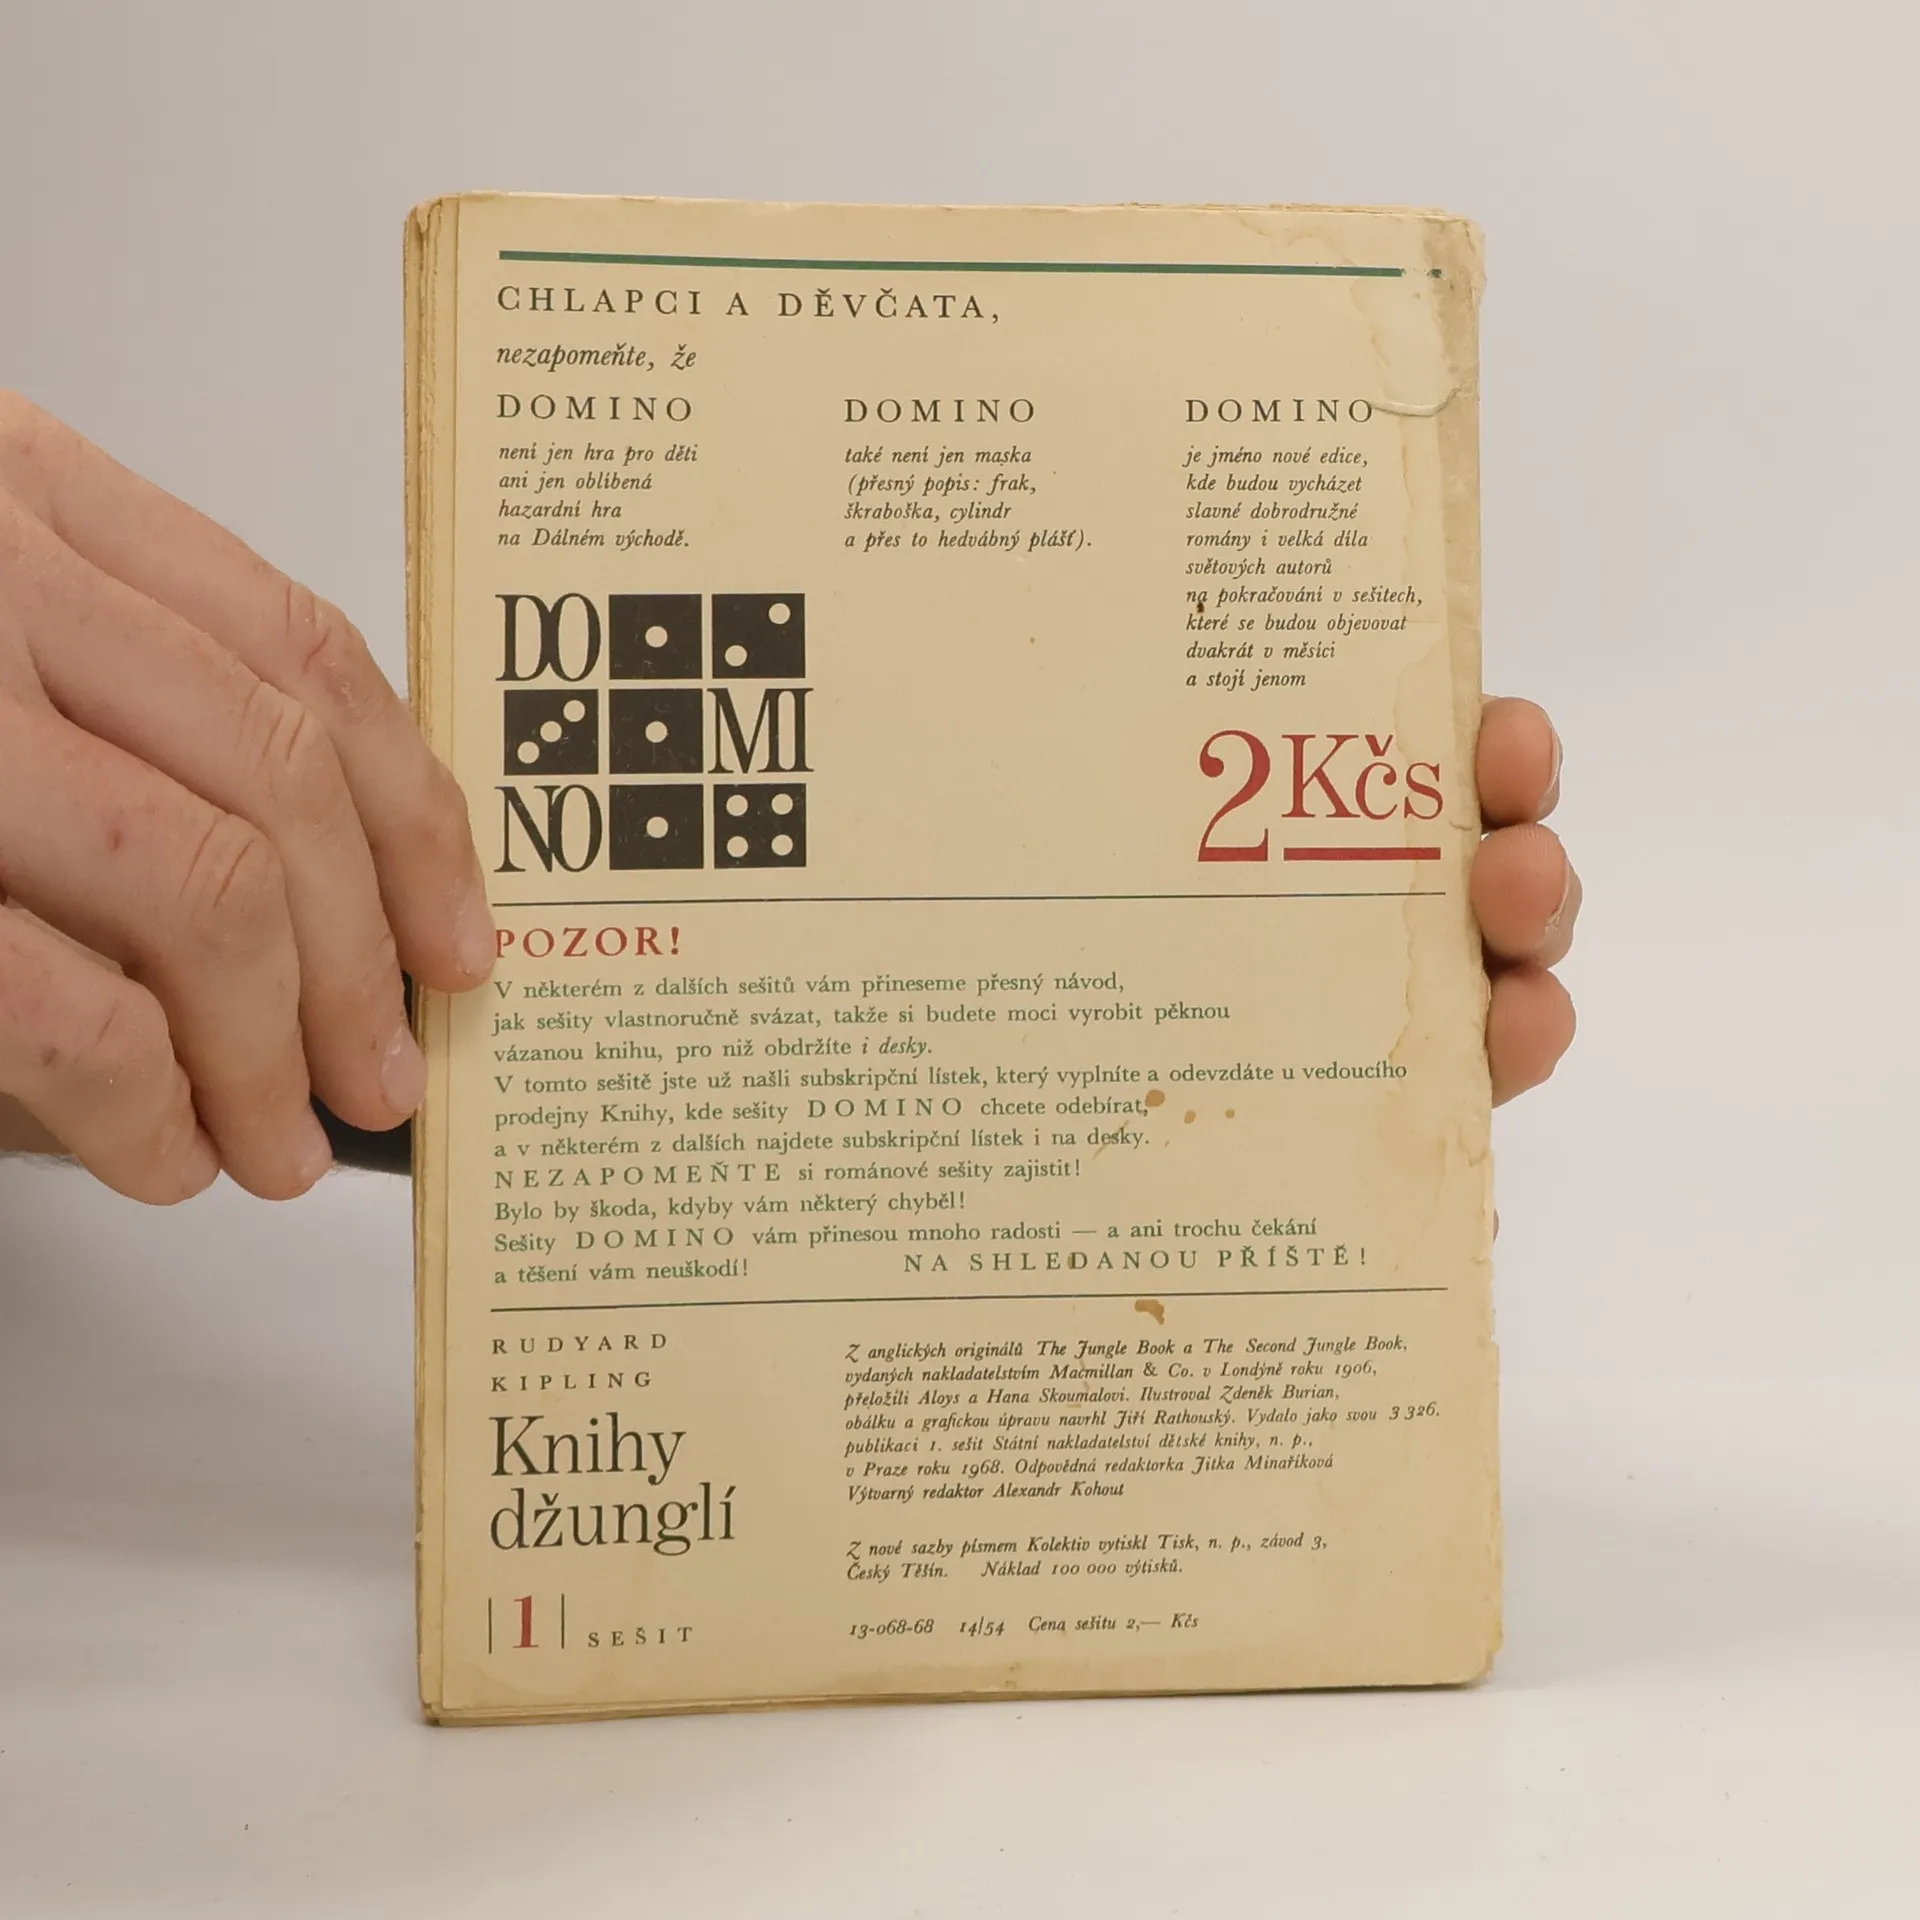 CHLAPCI A DĚVČATA,
nezapomeňte, že
DOMINO
není jen hra pro děti
ani jen oblíbená
hazardní hra
na Dálném východě.
DOMINO
také není jen maska
(přesný popis: frak,
škraboška, cylindr
a přes to hedvábný plášť).
DOMINO
je jméno nové edice,
kde budou vycházet
slavné dobrodružné
romány i velká díla
světových autorů
na pokračování v sešitech,
které se budou objevovat
dvakrát v měsíci
a stojí jenom
2Kčs
DO
MI
NO
POZOR!
V některém z dalších sešitů vám přineseme přesný návod,
jak sešity vlastnoručně svázat, takže si budete moci vyrobit pěknou
vázanou knihu, pro niž obdržíte i desky.
V tomto sešitě jste už našli subskripční lístek, který vyplníte a odevzdáte u vedoucího
prodejny Knihy, kde sešity DOMINO chcete odebírat,
a v některém z dalších najdete subskripční lístek i na desky.
NEZAPOMEŇTE si románové sešity zajistit!
Bylo by škoda, kdyby vám některý chyběl!
Sešity DOMINO vám přinesou mnoho radosti — a ani trochu čekání
a těšení vám neuškodí! NA SHLEDANOU PŘÍŠTĚ!
RUDYARD
KIPLING
Knihy
džunglí
|1| SEŠIT
Z anglických originálů The Jungle Book a The Second Jungle Book,
vydaných nakladatelstvím Macmillan & Co. v Londýně roku 1906,
přeložili Aloys a Hana Skoumalovi. Ilustroval Zdeněk Burian,
obálku a grafickou úpravu navrhl Jiří Rathouský. Vydalo jako svou 3 326.
publikaci 1. sešit Státní nakladatelství dětské knihy, n. p.,
v Praze roku 1968. Odpovědná redaktorka Jitka Minaříková
Výtvarný redaktor Alexandr Kohout
Z nové sazby písmem Kolektiv vytiskl Tisk, n. p., závod 3,
Český Těšín. Náklad 100 000 výtisků.
13-068-68 14/54 Cena sešitu 2,— Kčs